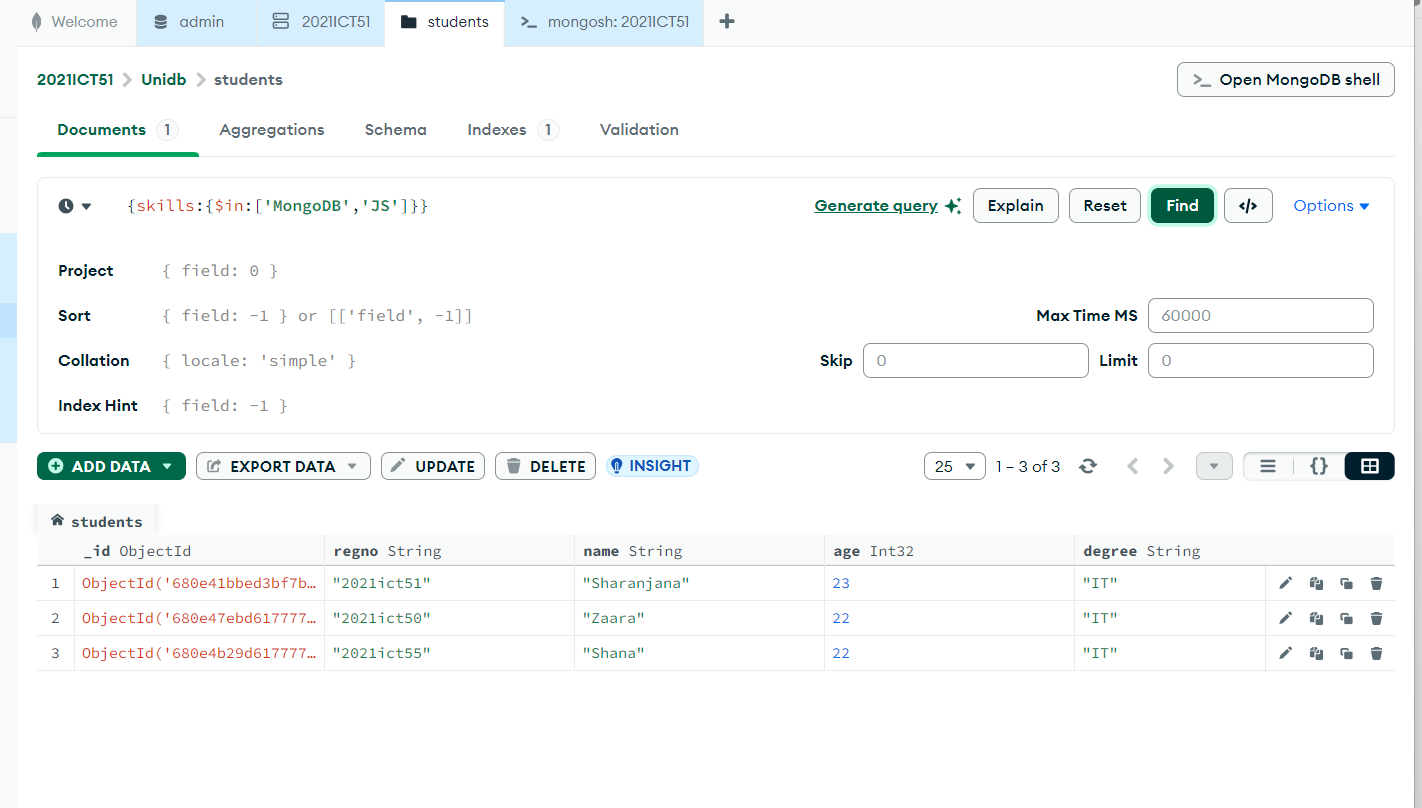 Welcome admin 2021ICT51 students >_ mongosh: 2021ICT51 +
2021ICT51 > Unidb > students
>_ Open MongoDB shell
Documents 1 Aggregations Schema Indexes 1 Validation
{skills:{$in:['MongoDB','JS']}}
Generate query Explain Reset Find </> Options
Project { field: 0 }
Sort { field: -1 } or [['field', -1]]
Max Time MS 60000
Collation { locale: 'simple' }
Skip 0 Limit 0
Index Hint { field: -1 }
ADD DATA EXPORT DATA UPDATE DELETE INSIGHT
25 1 – 3 of 3 {}
students
_id ObjectId regno String name String age Int32 degree String
1 ObjectId('680e41bbed3bf7b… "2021ict51" "Sharanjana" 23 "IT"
2 ObjectId('680e47ebd617777… "2021ict50" "Zaara" 22 "IT"
3 ObjectId('680e4b29d617777… "2021ict55" "Shana" 22 "IT"